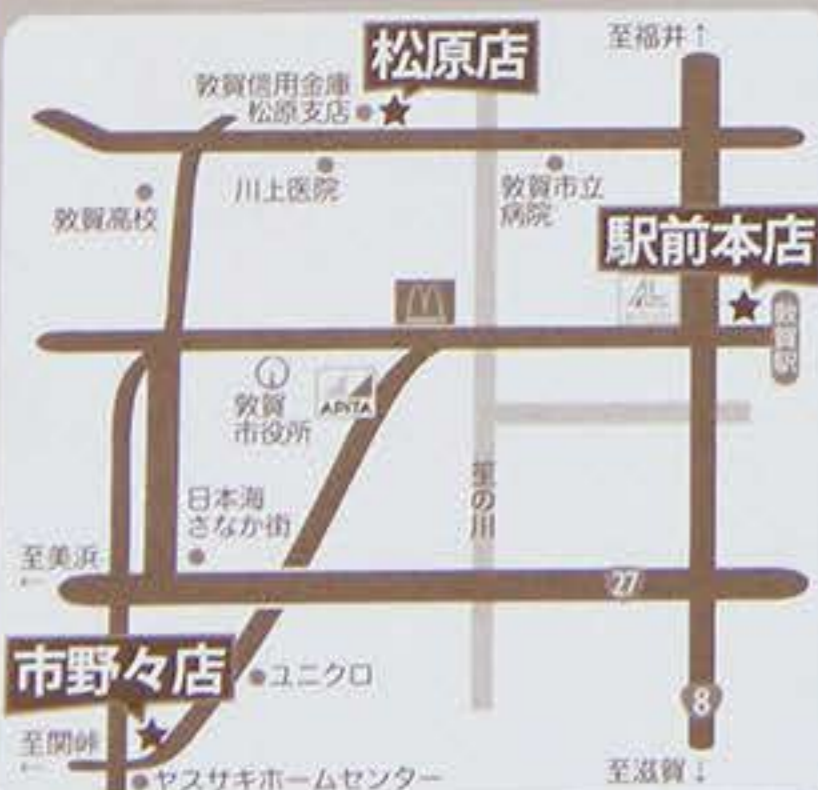 松原店
至福井↑
敦賀信用金庫
松原支店
川上医院
敦賀市立
病院
敦賀高校
駅前本店
敦賀駅
敦賀
市役所
APITA
日本海
さかな街
笙の川
至美浜
←
27
市野々店
ユニクロ
8
至関峠
←
ヤスサキホームセンター
至滋賀↓